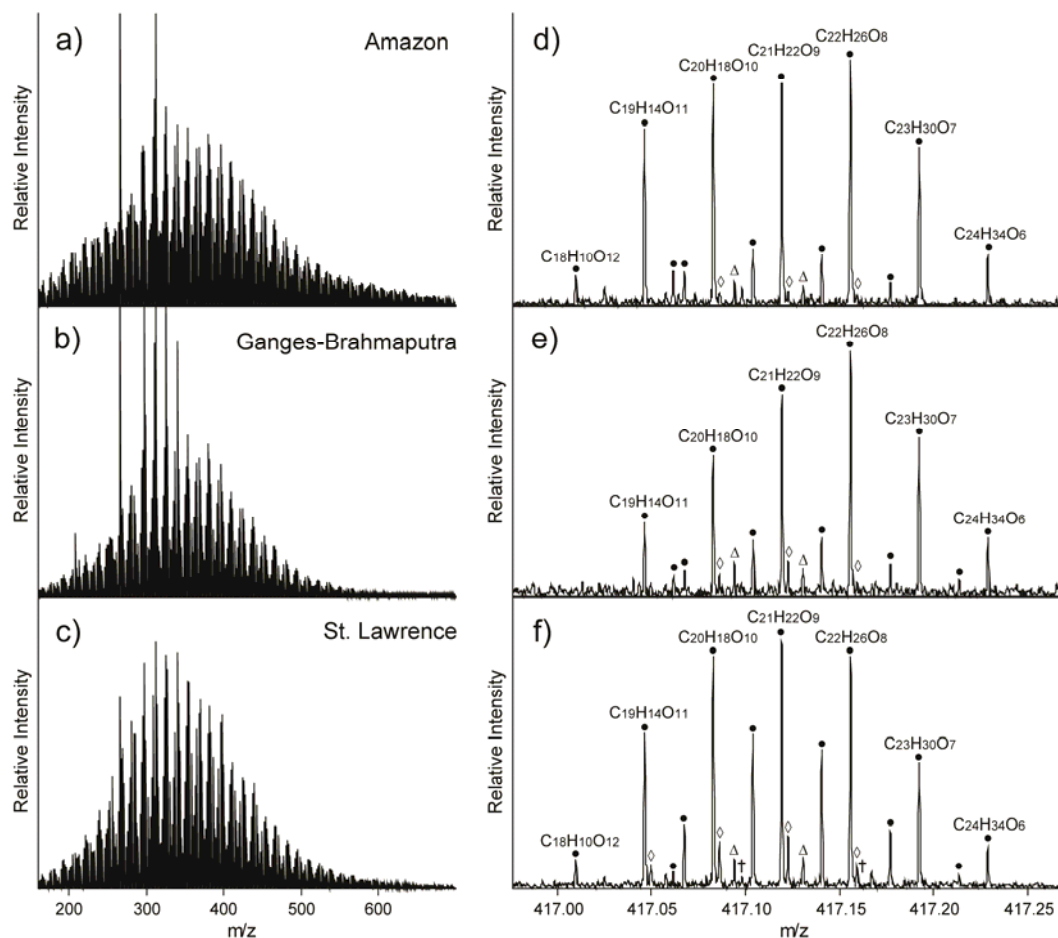 a)
Amazon
Relative Intensity
b)
Ganges-Brahmaputra
Relative Intensity
c)
St. Lawrence
Relative Intensity
200 300 400 500 600
m/z
d)
C22H26O8
C21H22O9
C20H18O10
C19H14O11
C23H30O7
C24H34O6
C18H10O12
Relative Intensity
e)
C22H26O8
C21H22O9
C20H18O10
C23H30O7
C19H14O11
C24H34O6
Relative Intensity
f)
C21H22O9
C20H18O10
C22H26O8
C19H14O11
C23H30O7
C24H34O6
C18H10O12
Relative Intensity
417.00 417.05 417.10 417.15 417.20 417.25
m/z